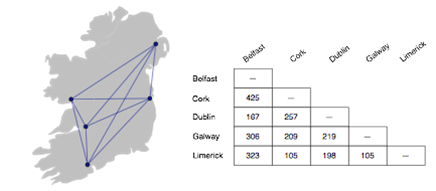 Belfast Cork Dublin Galway Limerick
Belfast —
Cork 425 —
Dublin 167 257 —
Galway 306 209 219 —
Limerick 323 105 198 105 —